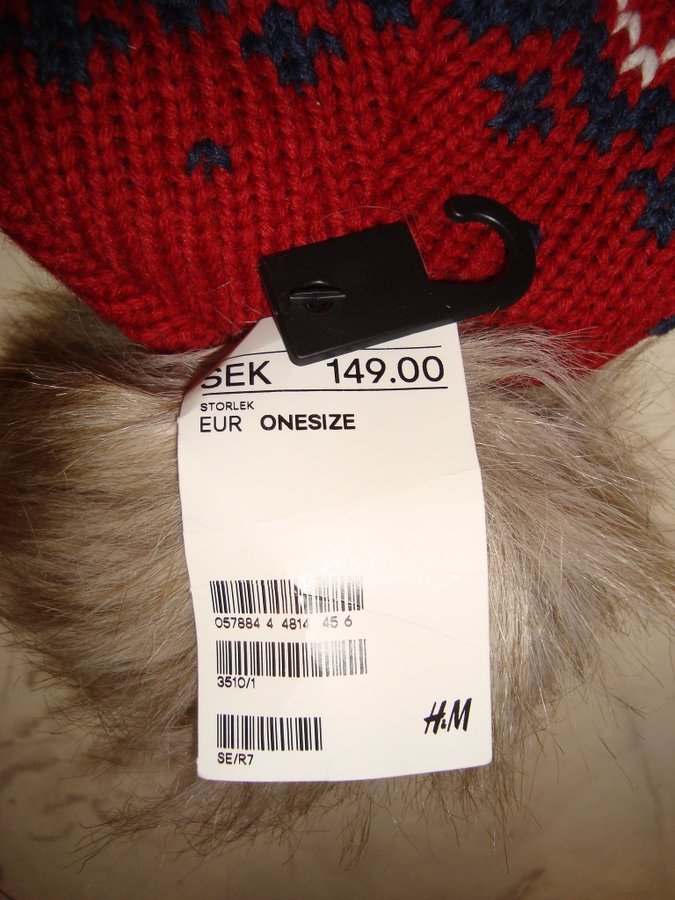 SEK 149.00
STORLEK
EUR ONESIZE
057884 4 4814 45 6
3510/1
H&M
SE/R7